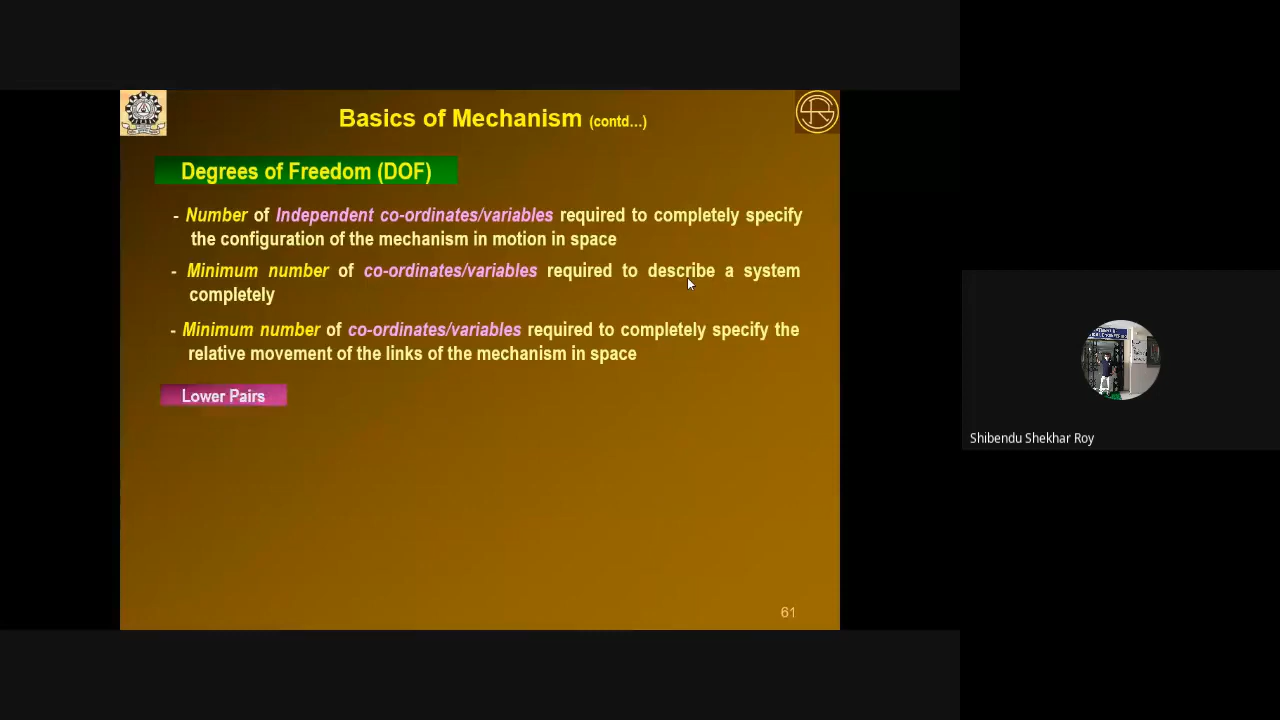 Basics of Mechanism (contd...)
Degrees of Freedom (DOF)
- Number of Independent co-ordinates/variables required to completely specify
the configuration of the mechanism in motion in space
- Minimum number of co-ordinates/variables required to describe a system
completely
- Minimum number of co-ordinates/variables required to completely specify the
relative movement of the links of the mechanism in space
Lower Pairs
61
Shibendu Shekhar Roy